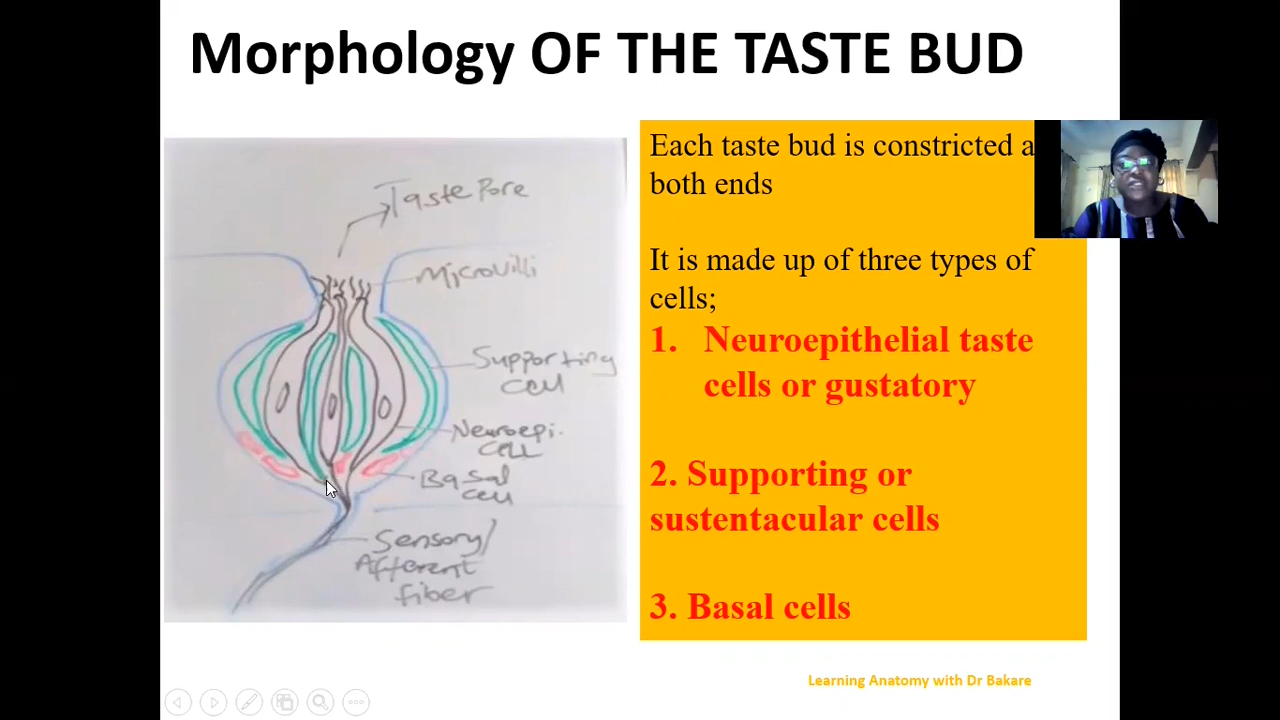 Morphology OF THE TASTE BUD
Taste Pore
Microvilli
Supporting
cell
Neuroepi.
CELL
Basal
cell
Sensory/
Afferent
fiber
Each taste bud is constricted a
both ends
It is made up of three types of
cells;
1. Neuroepithelial taste
cells or gustatory
2. Supporting or
sustentacular cells
3. Basal cells
Learning Anatomy with Dr Bakare